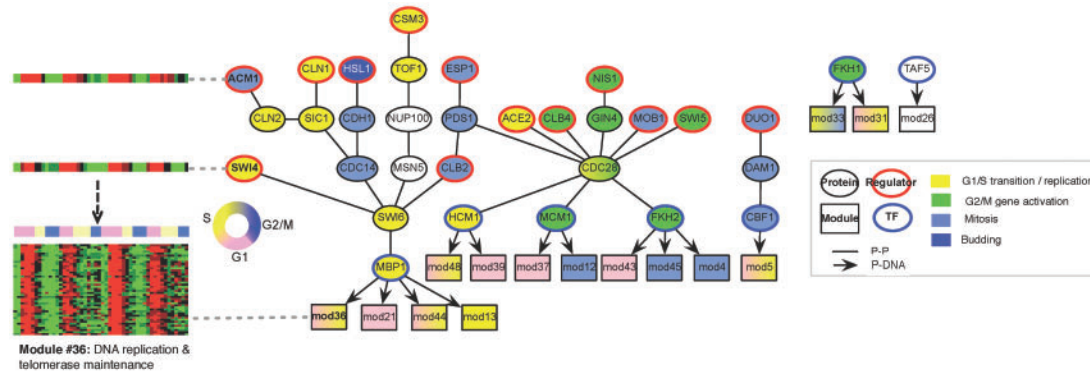 CSM3
ACM1
CLN1
HSL1
TOF1
ESP1
NIS1
FKH1
TAF5
CLN2
SIC1
CDH1
NUP100
PDS1
ACE2
CLB4
GIN4
MOB1
SWI5
DUO1
mod33
mod31
mod26
SWI4
CDC14
MSN5
CLB2
CDC28
DAM1
Protein
Regulator
G1/S transition / replication
G2/M gene activation
S
G2/M
G1
SWI6
HCM1
MCM1
FKH2
CBF1
Module
TF
Mitosis
Budding
P-P
P-DNA
MBP1
mod48
mod39
mod37
mod12
mod43
mod45
mod4
mod5
mod36
mod21
mod44
mod13
Module #36: DNA replication &
telomerase maintenance